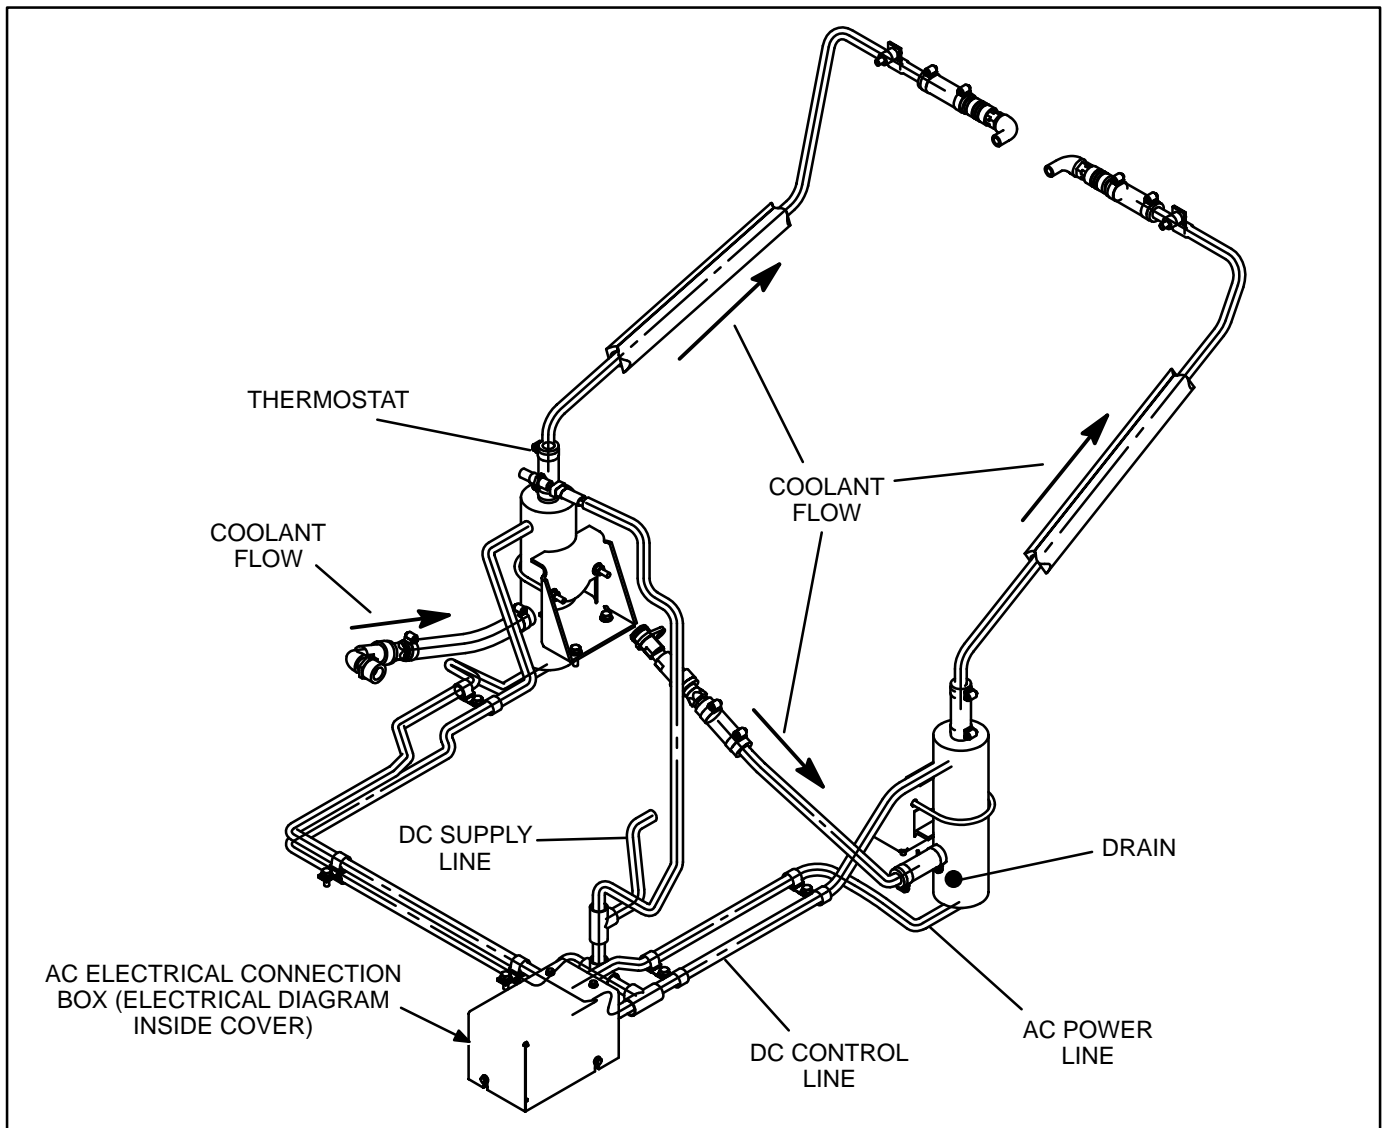 THERMOSTAT
COOLANT
FLOW
COOLANT
FLOW
DC SUPPLY
LINE
DRAIN
AC ELECTRICAL CONNECTION
BOX (ELECTRICAL DIAGRAM
INSIDE COVER)
DC CONTROL
LINE
AC POWER
LINE